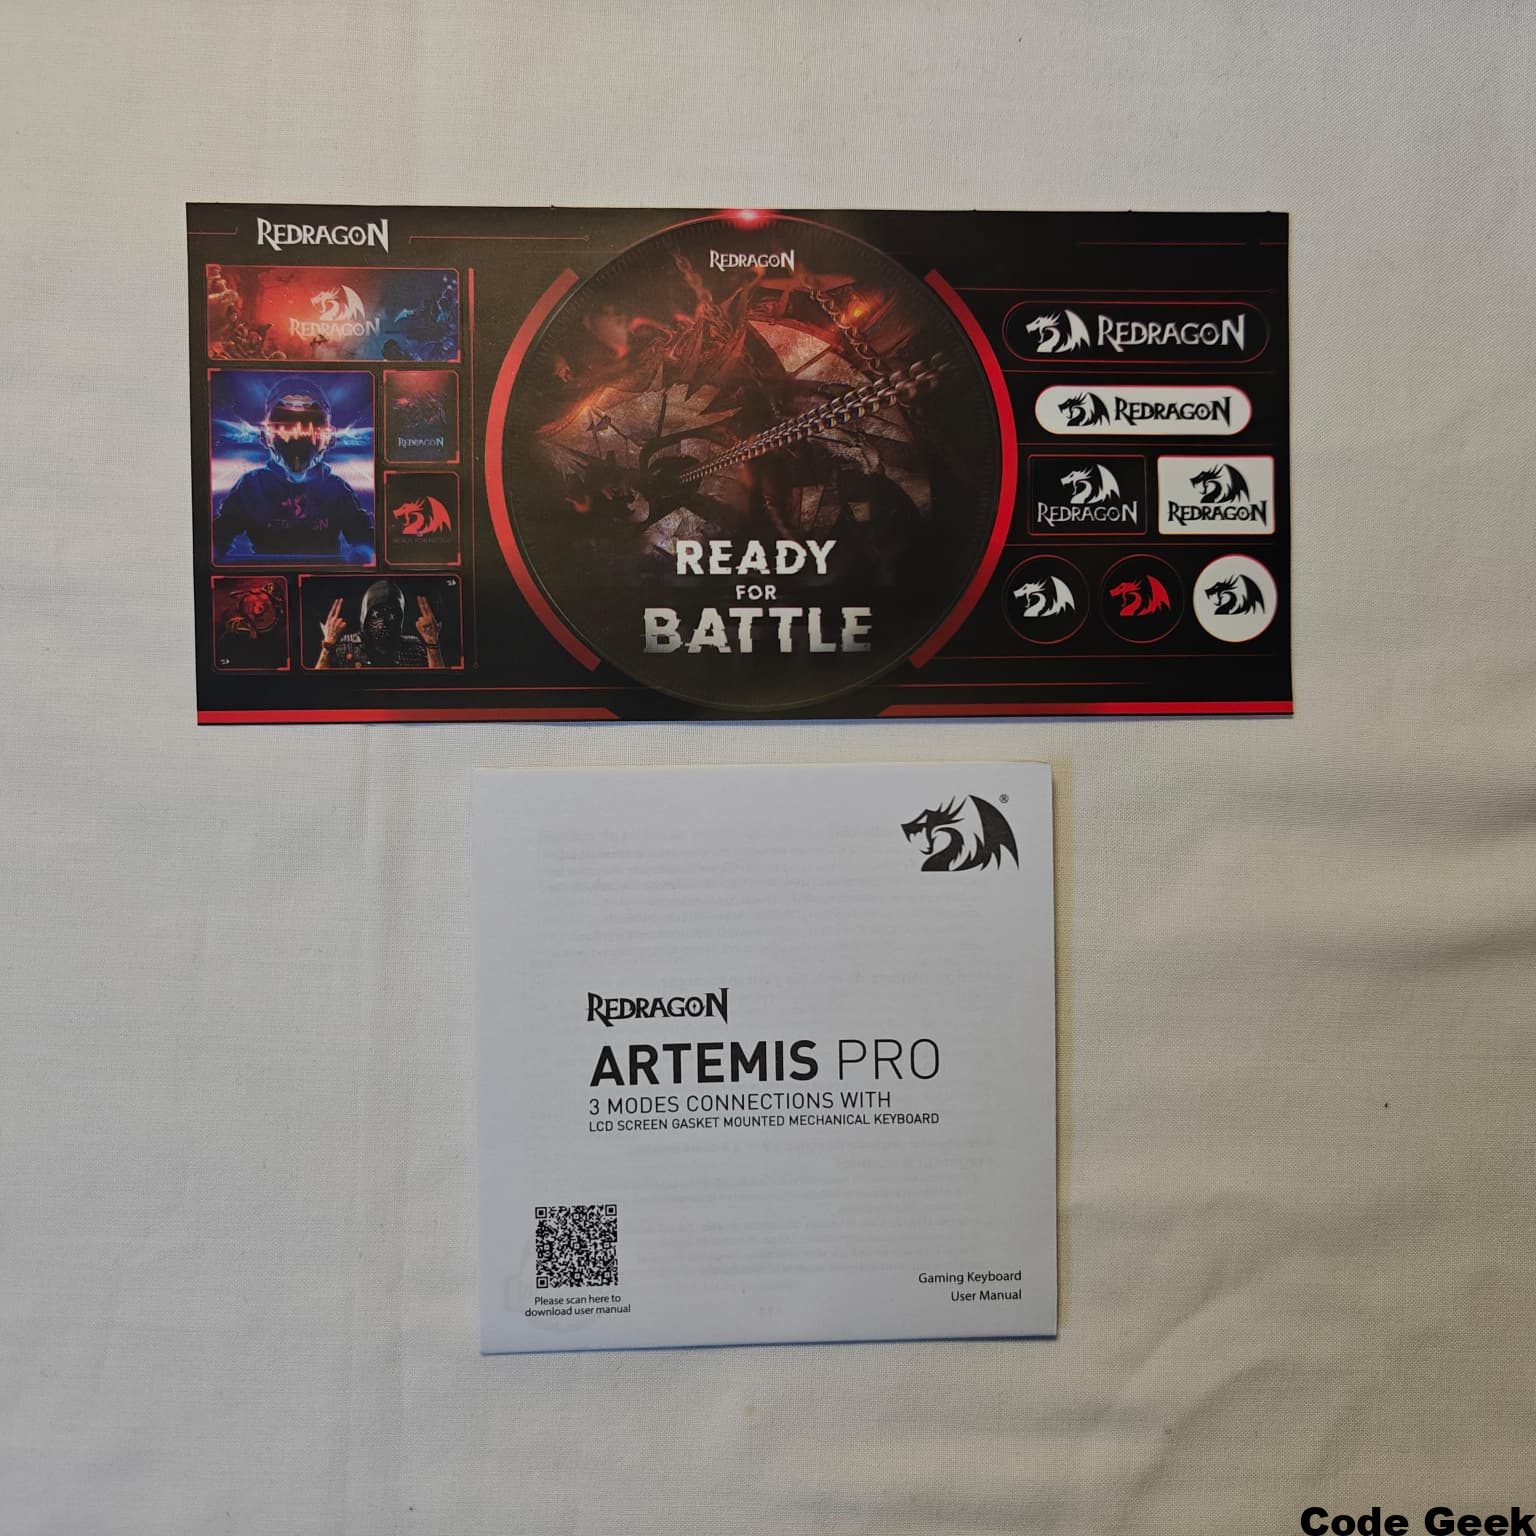 REDRAGON
REDRAGON
REDRAGON
REDRAGON
READY
FOR
BATTLE
REDRAGON
REDRAGON
REDRAGON
REDRAGON
®
REDRAGON
ARTEMIS PRO
3 MODES CONNECTIONS WITH
LCD SCREEN GASKET MOUNTED MECHANICAL KEYBOARD
Please scan here to
download user manual
Gaming Keyboard
User Manual
Code Geek